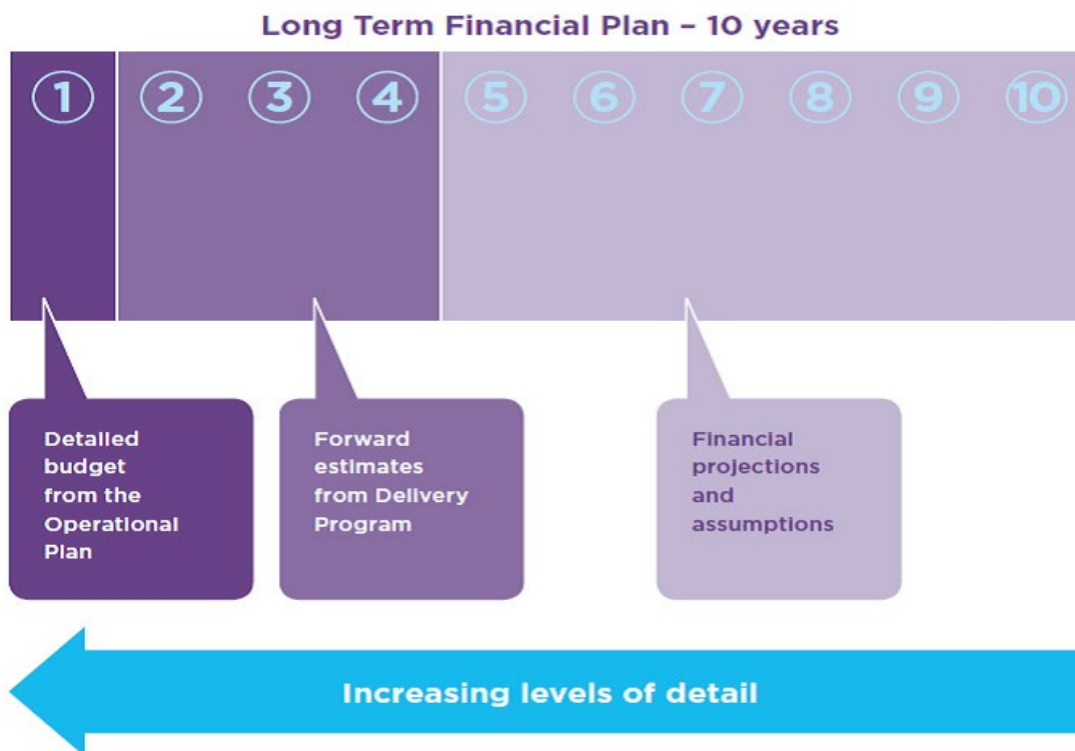 Long Term Financial Plan – 10 years
1 2 3 4 5 6 7 8 9 10
Detailed
budget
from the
Operational
Plan
Forward
estimates
from Delivery
Program
Financial
projections
and
assumptions
Increasing levels of detail